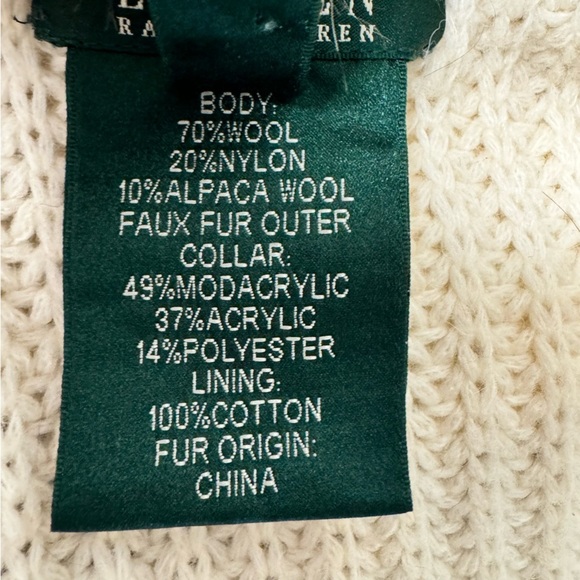 BODY:
70%WOOL
20%NYLON
10%ALPACA WOOL
FAUX FUR OUTER
COLLAR:
49%MODACRYLIC
37%ACRYLIC
14%POLYESTER
LINING:
100%COTTON
FUR ORIGIN:
CHINA